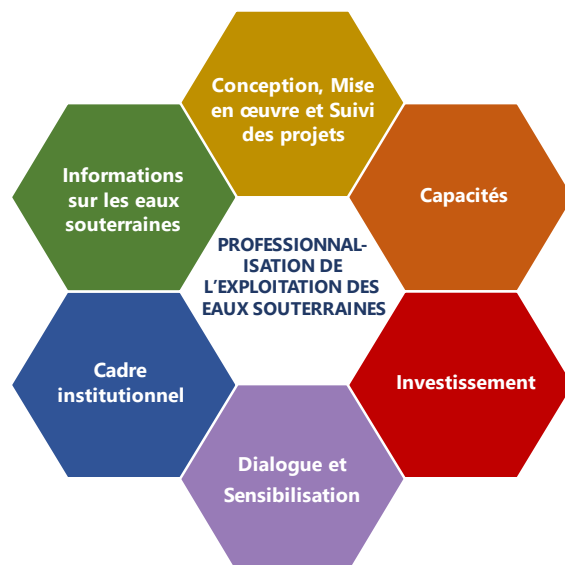 Conception, Mise
en œuvre et Suivi
des projets
Informations
sur les eaux
souterraines
Capacités
PROFESSIONNAL-
ISATION DE
L’EXPLOITATION DES
EAUX SOUTERRAINES
Cadre
institutionnel
Investissement
Dialogue et
Sensibilisation